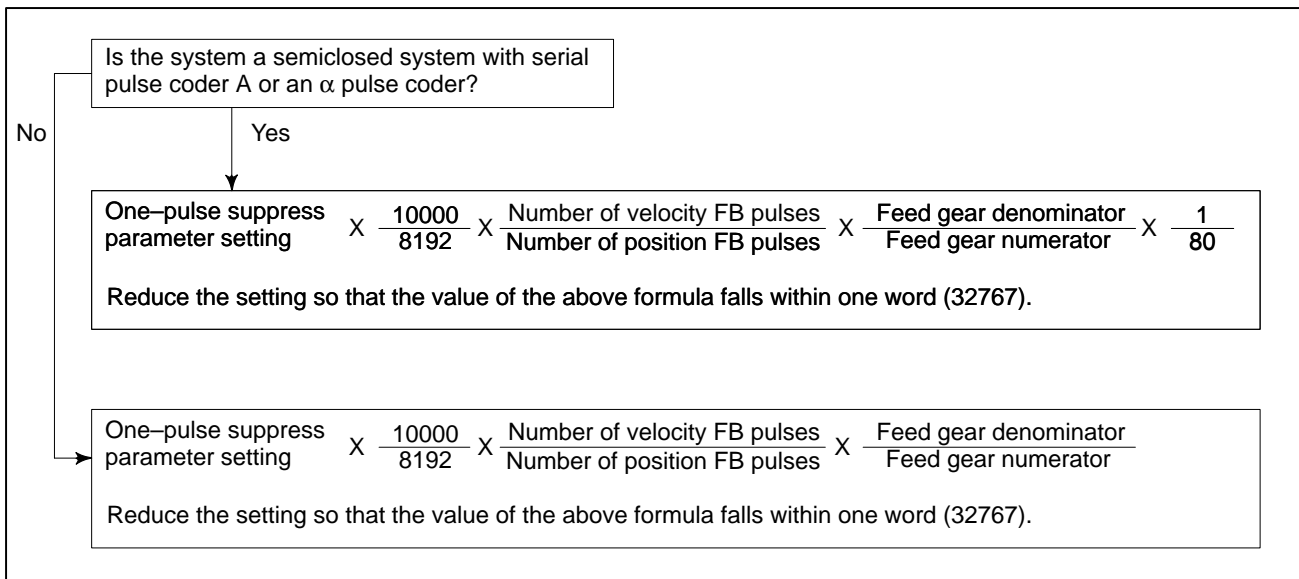 Is the system a semiclosed system with serial
pulse coder A or an α pulse coder?
No
Yes
One–pulse suppress parameter setting X 10000/8192 X Number of velocity FB pulses/Number of position FB pulses X Feed gear denominator/Feed gear numerator X 1/80
Reduce the setting so that the value of the above formula falls within one word (32767).
One–pulse suppress parameter setting X 10000/8192 X Number of velocity FB pulses/Number of position FB pulses X Feed gear denominator/Feed gear numerator
Reduce the setting so that the value of the above formula falls within one word (32767).